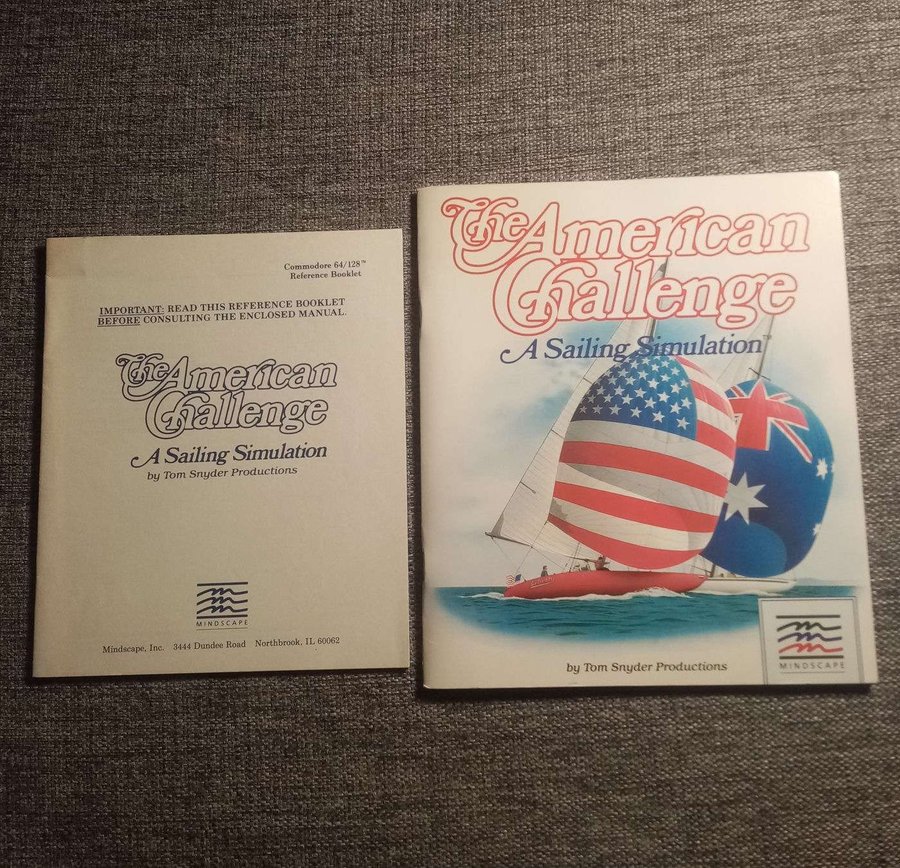 Commodore 64/128™
Reference Booklet
IMPORTANT: READ THIS REFERENCE BOOKLET
BEFORE CONSULTING THE ENCLOSED MANUAL.
The American
Challenge
A Sailing Simulation
by Tom Snyder Productions
MINDSCAPE
Mindscape, Inc. 3444 Dundee Road Northbrook, IL 60062
The American
Challenge
A Sailing Simulation™
by Tom Snyder Productions
MINDSCAPE